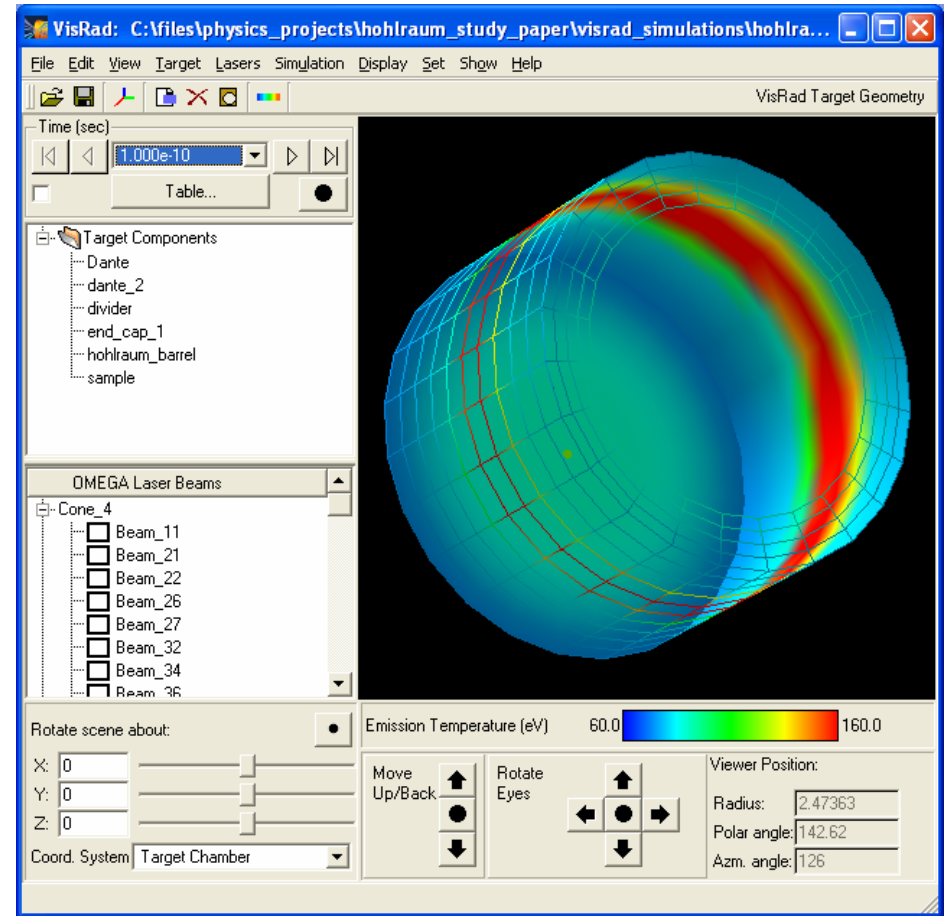 VisRad: C:\files\physics_projects\hohlraum_study_paper\visrad_simulations\hohlra...
File Edit View Target Lasers Simulation Display Set Show Help
VisRad Target Geometry
Time (sec)
1.000e-10
Table...
Target Components
Dante
dante_2
divider
end_cap_1
hohlraum_barrel
sample
OMEGA Laser Beams
Cone_4
Beam_11
Beam_21
Beam_22
Beam_26
Beam_27
Beam_32
Beam_34
Beam_36
Rotate scene about:
X: 0
Y: 0
Z: 0
Coord. System Target Chamber
Emission Temperature (eV) 60.0 160.0
Move
Up/Back
Rotate
Eyes
Viewer Position:
Radius: 2.47363
Polar angle: 142.62
Azm. angle: 126